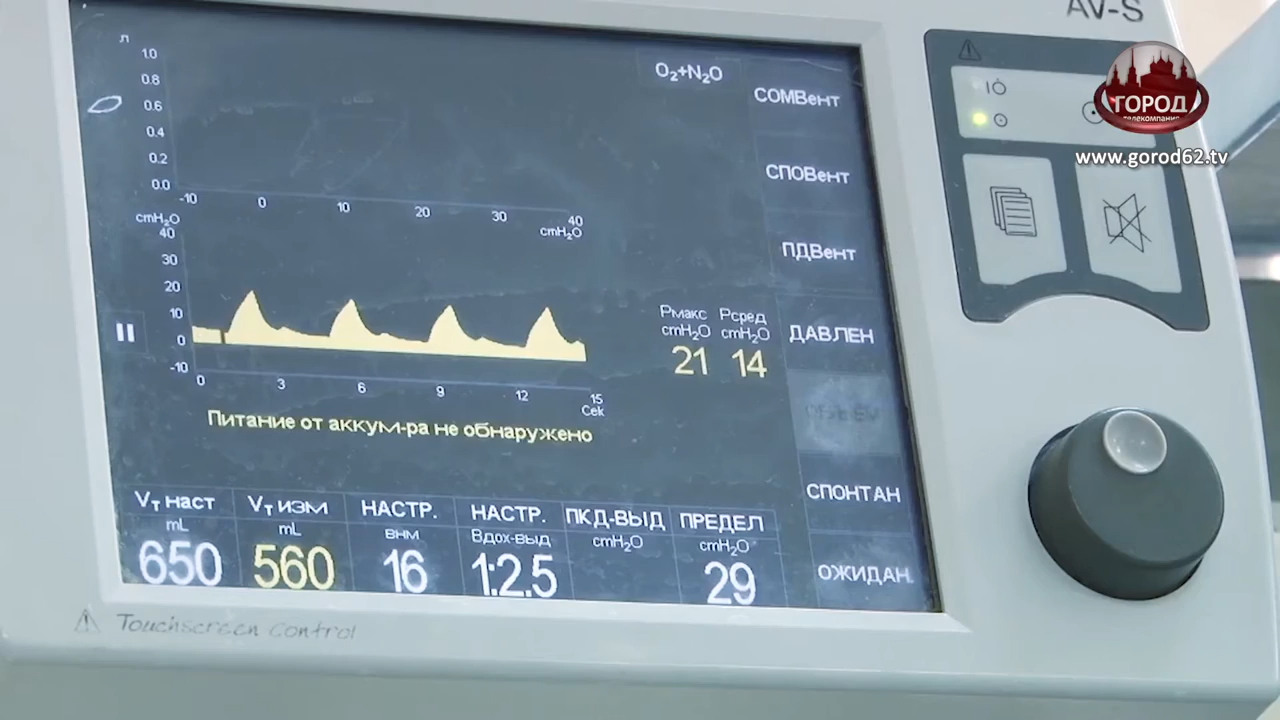 AV-S
ГОРОД
телекомпания
www.gorod62.tv
л
1.0
0.8
0.6
0.4
0.2
0.0
-10 0 10 20 30 40
cmH₂O
O₂+N₂O
cmH₂O
40
30
20
10
0
-10
0 3 6 9 12 15
Сек
Pмакс Pсред
cmH₂O cmH₂O
21 14
Питание от аккум-ра не обнаружено
СОМВент
СПОВент
ПДВент
ДАВЛЕН
ОБЪЕМ
СПОНТАН
ОЖИДАН.
VT наст VT изм НАСТР. НАСТР. ПКД-ВЫД ПРЕДЕЛ
mL mL внм Вдох-выд cmH₂O cmH₂O
650 560 16 1:2.5 29
Touchscreen control